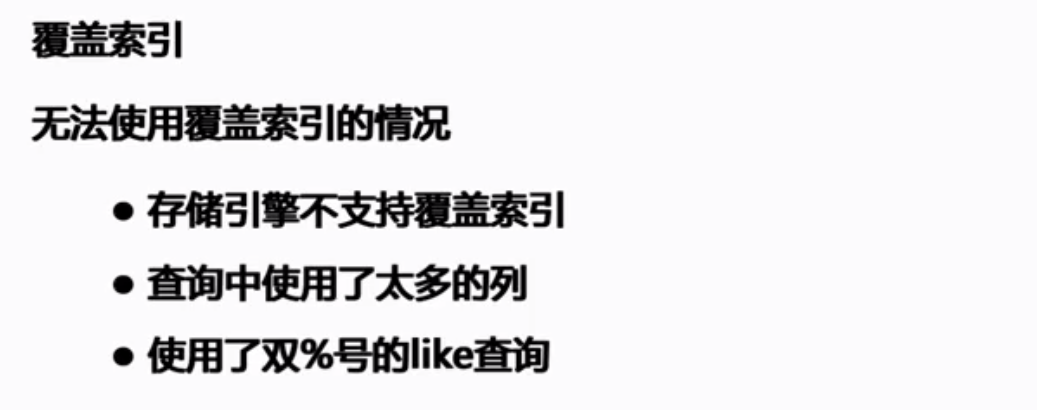 覆盖索引
无法使用覆盖索引的情况
● 存储引擎不支持覆盖索引
● 查询中使用了太多的列
● 使用了双%号的like查询